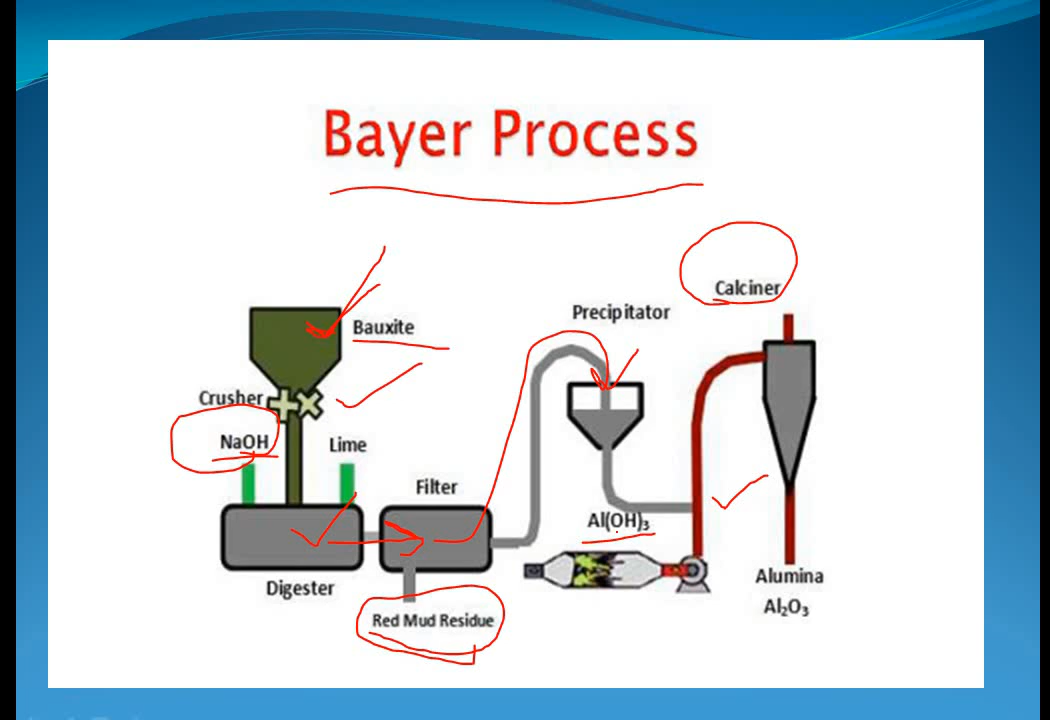 Bayer Process
Calciner
Precipitator
Bauxite
Crusher
NaOH
Lime
Filter
Al(OH)₃
Digester
Alumina
Al₂O₃
Red Mud Residue